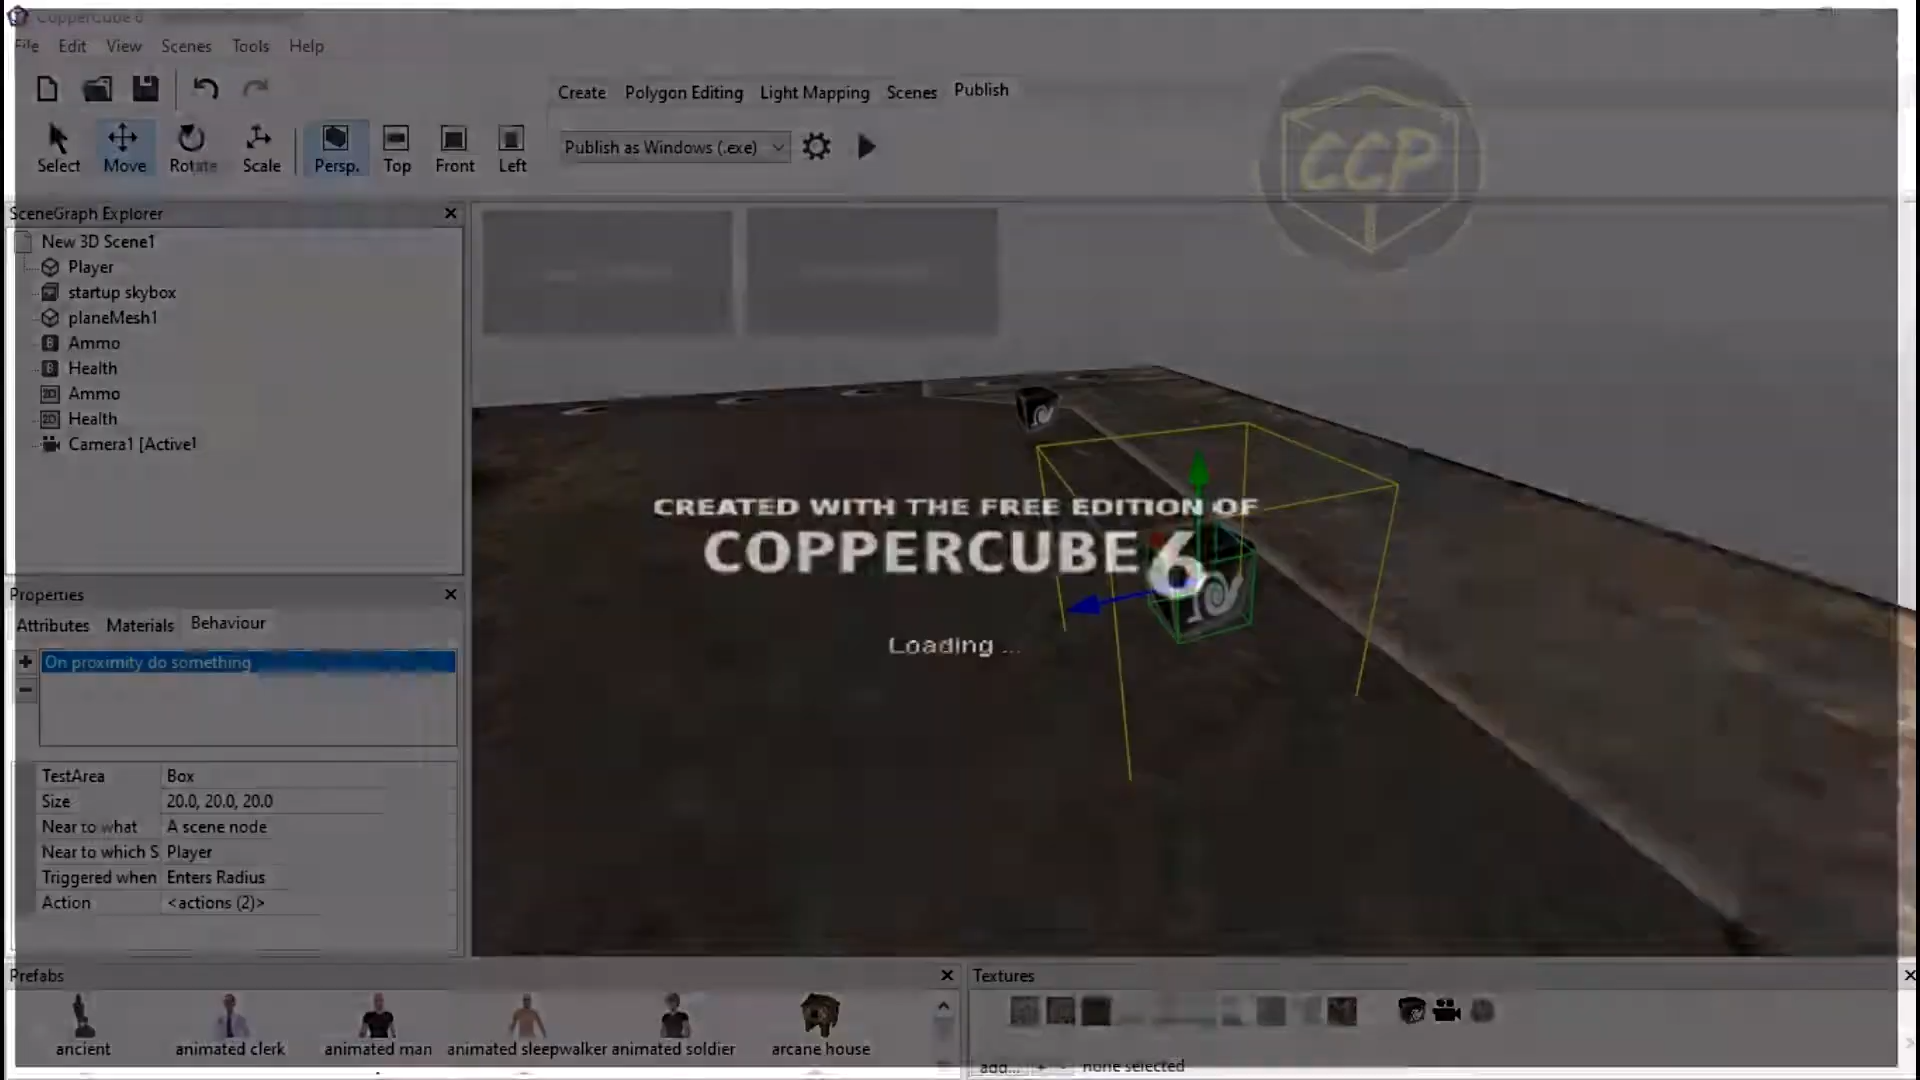 CopperCube 6
File Edit View Scenes Tools Help
Create Polygon Editing Light Mapping Scenes Publish
Select Move Rotate Scale Persp. Top Front Left
Publish as Windows (.exe)
CCP
SceneGraph Explorer
New 3D Scene1
Player
startup skybox
planeMesh1
Ammo
Health
Ammo
Health
Camera1 [Active]
CREATED WITH THE FREE EDITION OF
COPPERCUBE 6
Loading ...
Properties
Attributes Materials Behaviour
On proximity do something
TestArea Box
Size 20.0, 20.0, 20.0
Near to what A scene node
Near to which S Player
Triggered when Enters Radius
Action <actions (2)>
Prefabs
ancient animated clerk animated man animated sleepwalker animated soldier arcane house
Textures
add... + - none selected